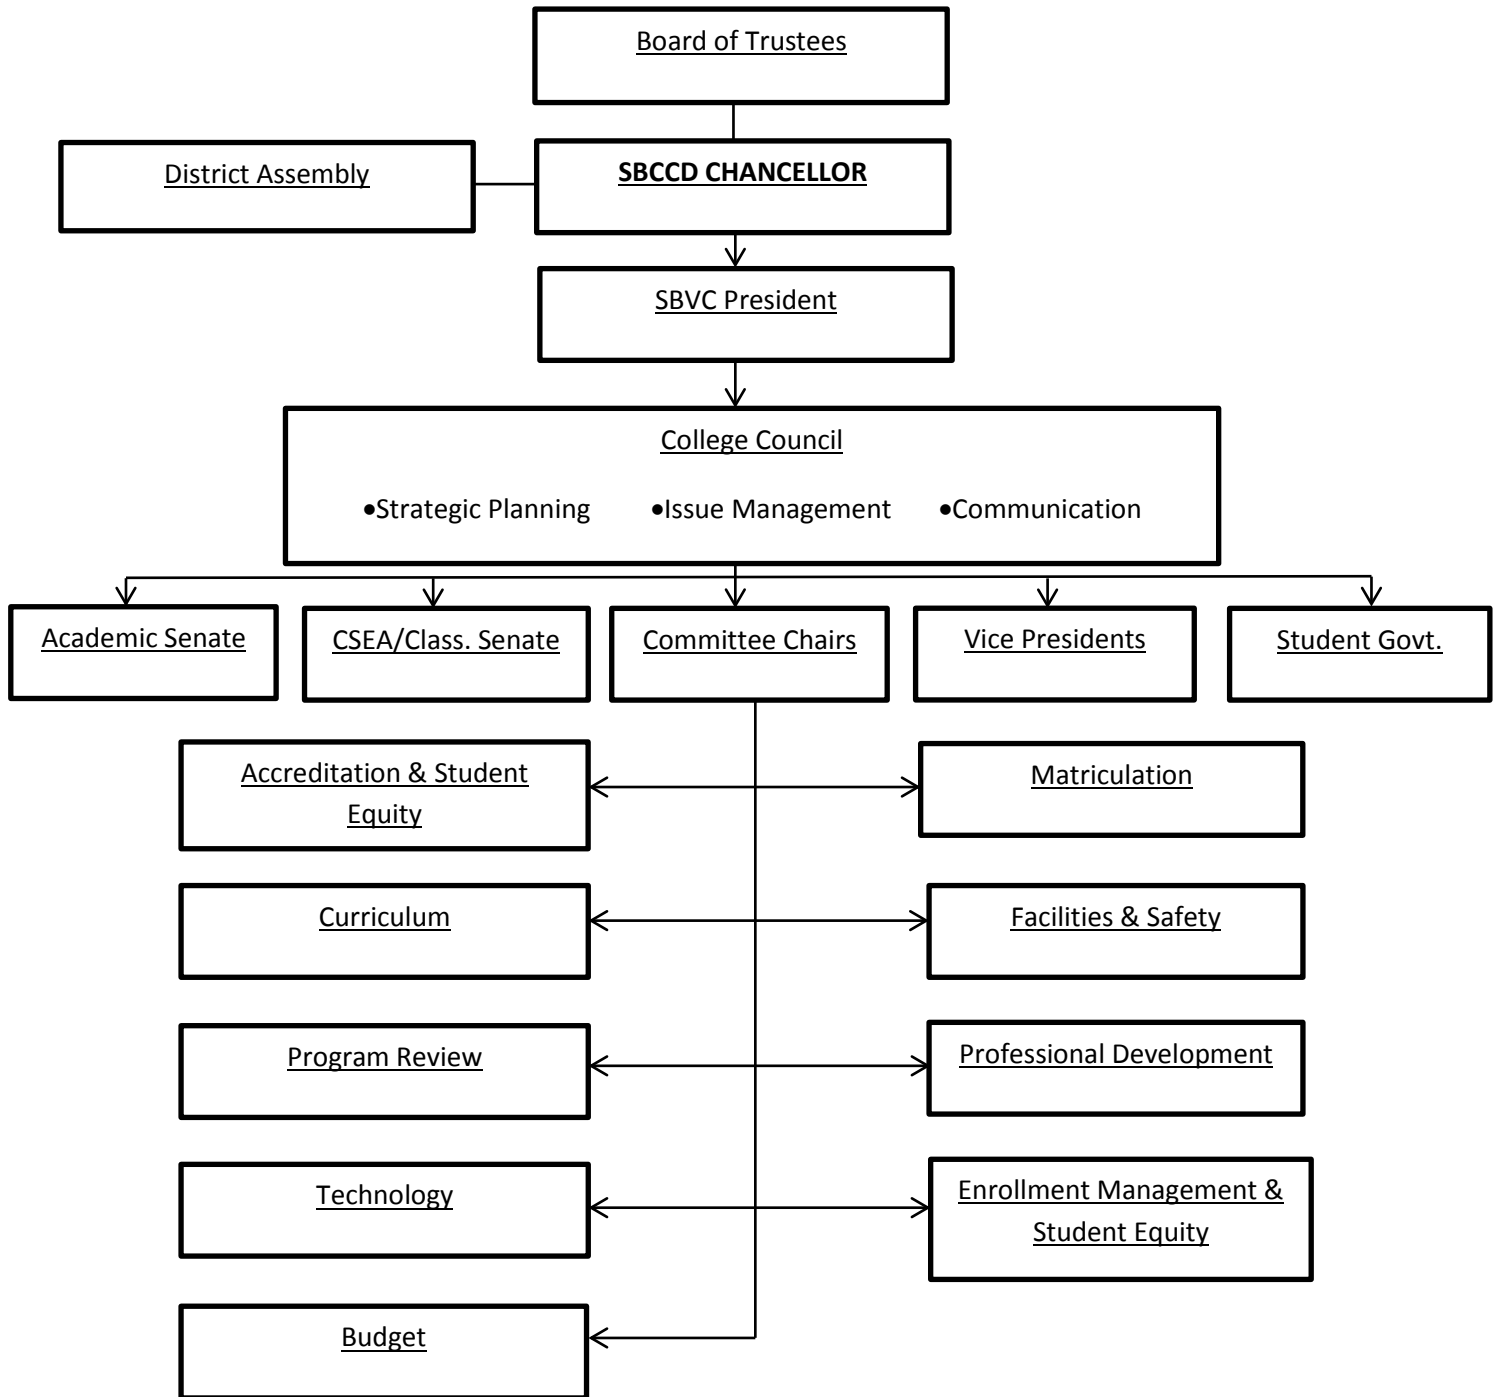 Board of Trustees
District Assembly
SBCCD CHANCELLOR
SBVC President
College Council
•Strategic Planning •Issue Management •Communication
Academic Senate
CSEA/Class. Senate
Committee Chairs
Vice Presidents
Student Govt.
Accreditation & Student
Equity
Matriculation
Curriculum
Facilities & Safety
Program Review
Professional Development
Technology
Enrollment Management &
Student Equity
Budget